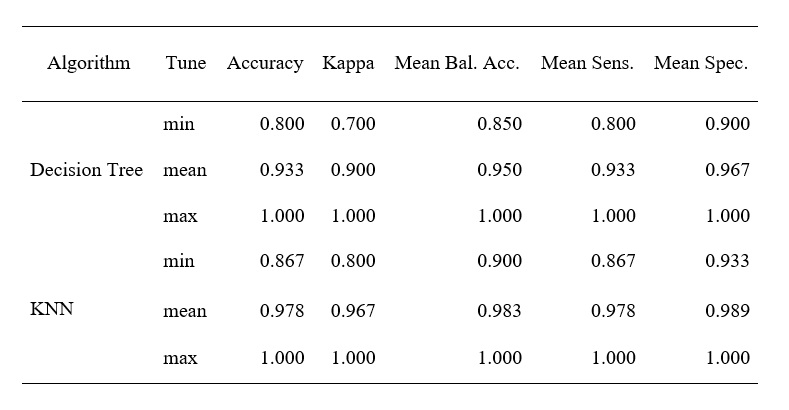 Algorithm Tune Accuracy Kappa Mean Bal. Acc. Mean Sens. Mean Spec.
min 0.800 0.700 0.850 0.800 0.900
Decision Tree mean 0.933 0.900 0.950 0.933 0.967
max 1.000 1.000 1.000 1.000 1.000
min 0.867 0.800 0.900 0.867 0.933
KNN mean 0.978 0.967 0.983 0.978 0.989
max 1.000 1.000 1.000 1.000 1.000